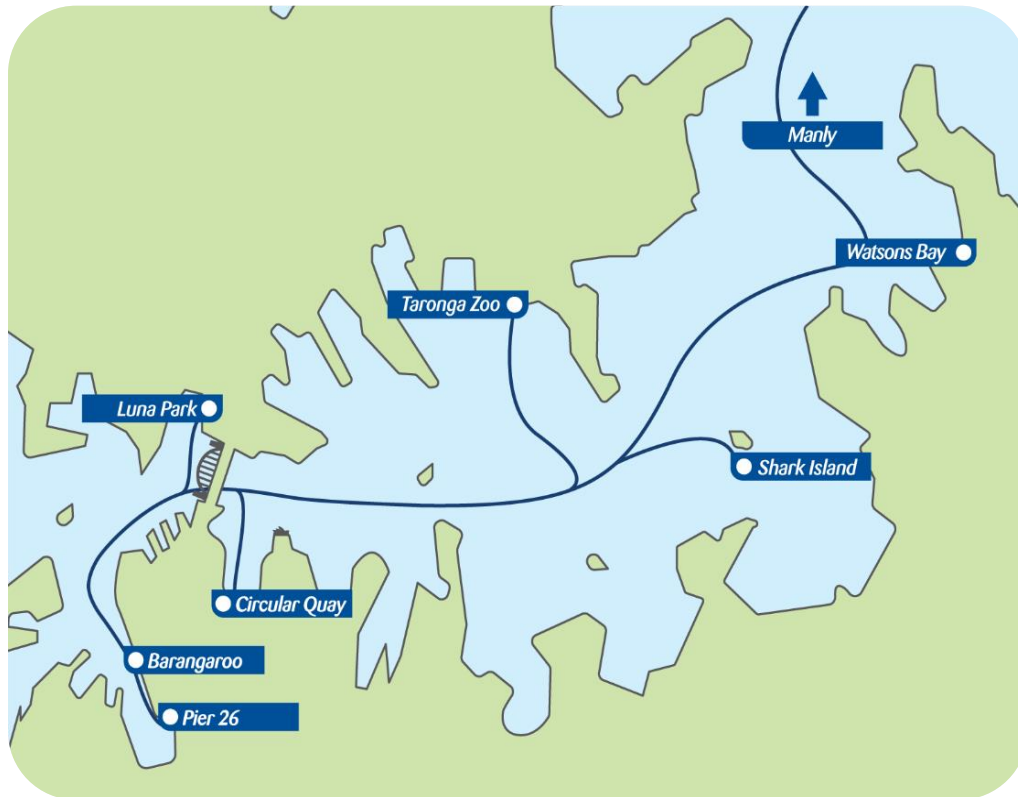 Manly
Watsons Bay
Taronga Zoo
Luna Park
Shark Island
Circular Quay
Barangaroo
Pier 26